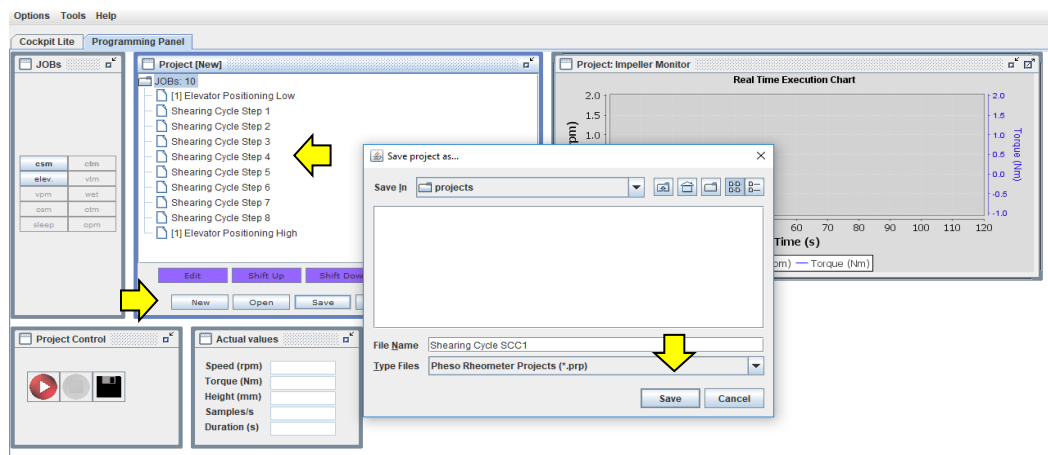 Options Tools Help
Cockpit Lite Programming Panel
JOBs
csm ctm
elev. vtm
vpm wet
osm otm
sleep opm
Project [New]
JOBs: 10
[1] Elevator Positioning Low
Shearing Cycle Step 1
Shearing Cycle Step 2
Shearing Cycle Step 3
Shearing Cycle Step 4
Shearing Cycle Step 5
Shearing Cycle Step 6
Shearing Cycle Step 7
Shearing Cycle Step 8
[1] Elevator Positioning High
Edit Shift Up Shift Dow
New Open Save
Project: Impeller Monitor
Real Time Execution Chart
2.0
1.5
1.0
2.0
1.5
1.0
0.5
0.0
-0.5
-1.0
Torque (Nm)
60 70 80 90 100 110 120
Time (s)
Torque (Nm)
Save project as...
Save In projects
File Name Shearing Cycle SCC1
Type Files Pheso Rheometer Projects (*.prp)
Save Cancel
Project Control
Actual values
Speed (rpm)
Torque (Nm)
Height (mm)
Samples/s
Duration (s)